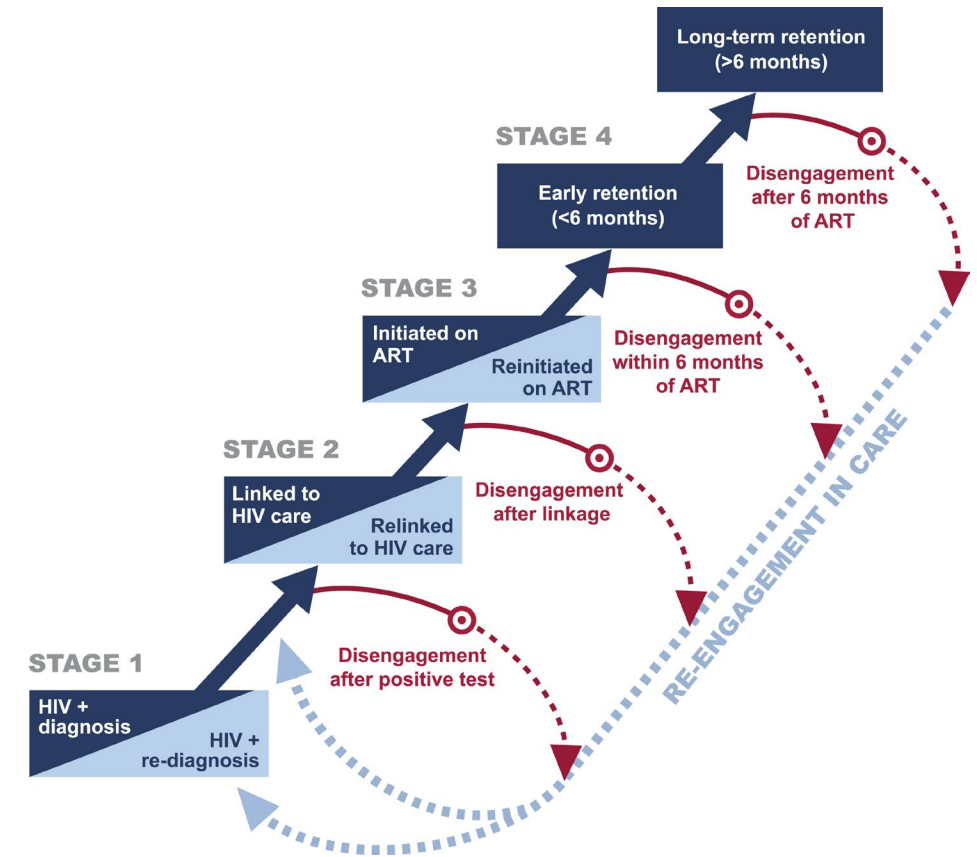 Long-term retention
(>6 months)
STAGE 4
Early retention
(<6 months)
Disengagement
after 6 months
of ART
STAGE 3
Initiated on
ART
Reinitiated
on ART
Disengagement
within 6 months
of ART
STAGE 2
Linked to
HIV care
Relinked
to HIV care
Disengagement
after linkage
RE-ENGAGEMENT IN CARE
STAGE 1
HIV +
diagnosis
HIV +
re-diagnosis
Disengagement
after positive test